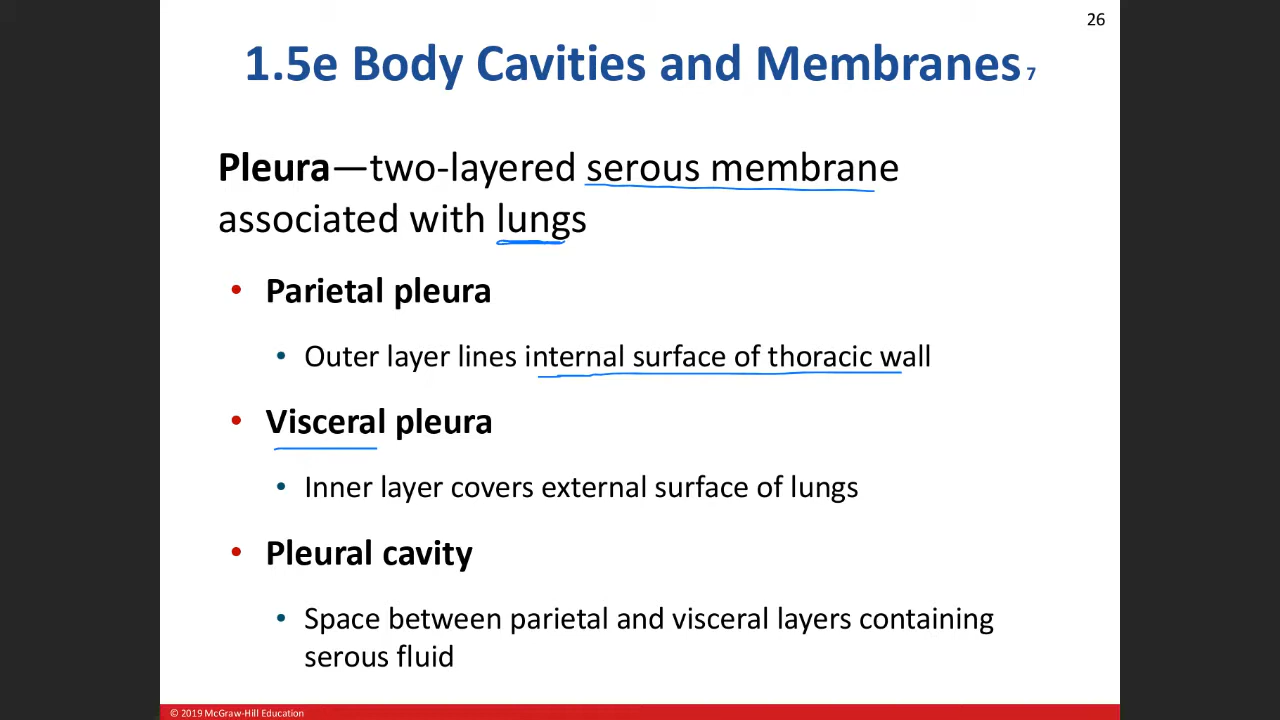 26
1.5e Body Cavities and Membranes 7
Pleura—two-layered serous membrane
associated with lungs
• Parietal pleura
• Outer layer lines internal surface of thoracic wall
• Visceral pleura
• Inner layer covers external surface of lungs
• Pleural cavity
• Space between parietal and visceral layers containing
serous fluid
© 2019 McGraw-Hill Education